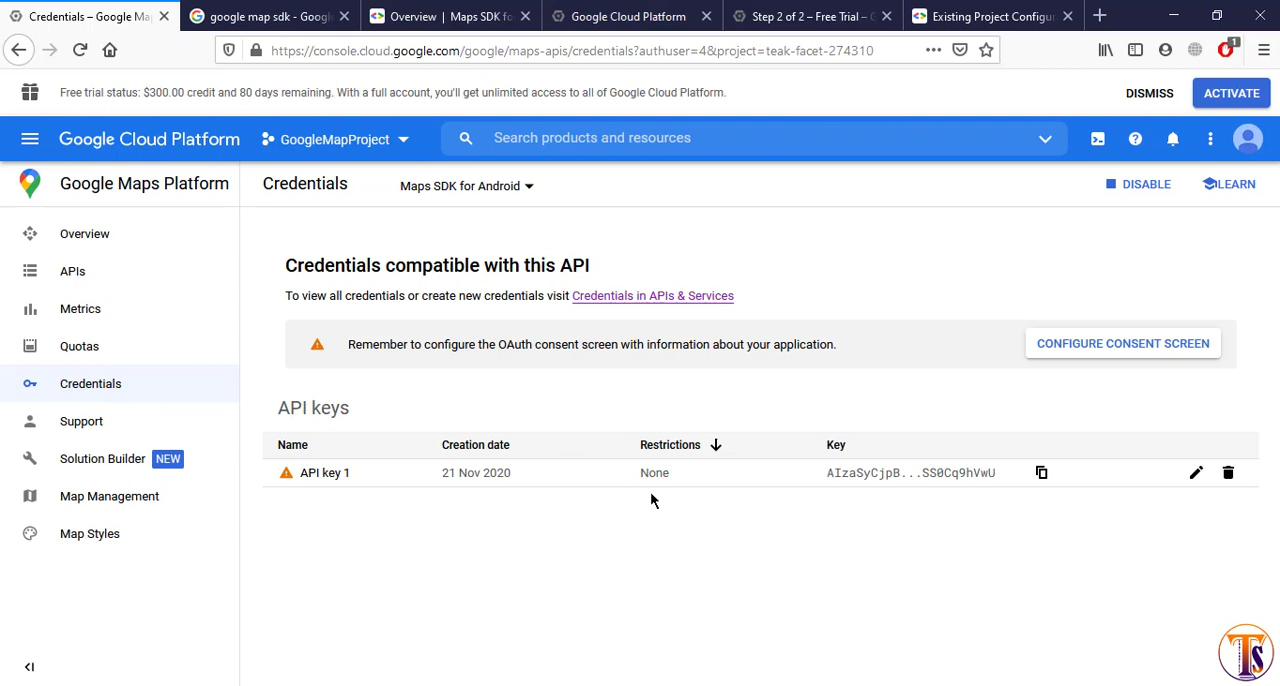 Credentials – Google Ma
google map sdk - Goog
Overview | Maps SDK fo
Google Cloud Platform
Step 2 of 2 – Free Trial – G
Existing Project Configu
https://console.cloud.google.com/google/maps-apis/credentials?authuser=4&project=teak-facet-274310
1
Free trial status: $300.00 credit and 80 days remaining. With a full account, you'll get unlimited access to all of Google Cloud Platform.
DISMISS
ACTIVATE
Google Cloud Platform
GoogleMapProject
Search products and resources
Google Maps Platform
Credentials
Maps SDK for Android
DISABLE
LEARN
Overview
APIs
Metrics
Quotas
Credentials
Support
Solution Builder NEW
Map Management
Map Styles
Credentials compatible with this API
To view all credentials or create new credentials visit Credentials in APIs & Services
Remember to configure the OAuth consent screen with information about your application.
CONFIGURE CONSENT SCREEN
API keys
Name Creation date Restrictions Key
API key 1 21 Nov 2020 None AIzaSyCjpB...SS0Cq9hVwU
TS